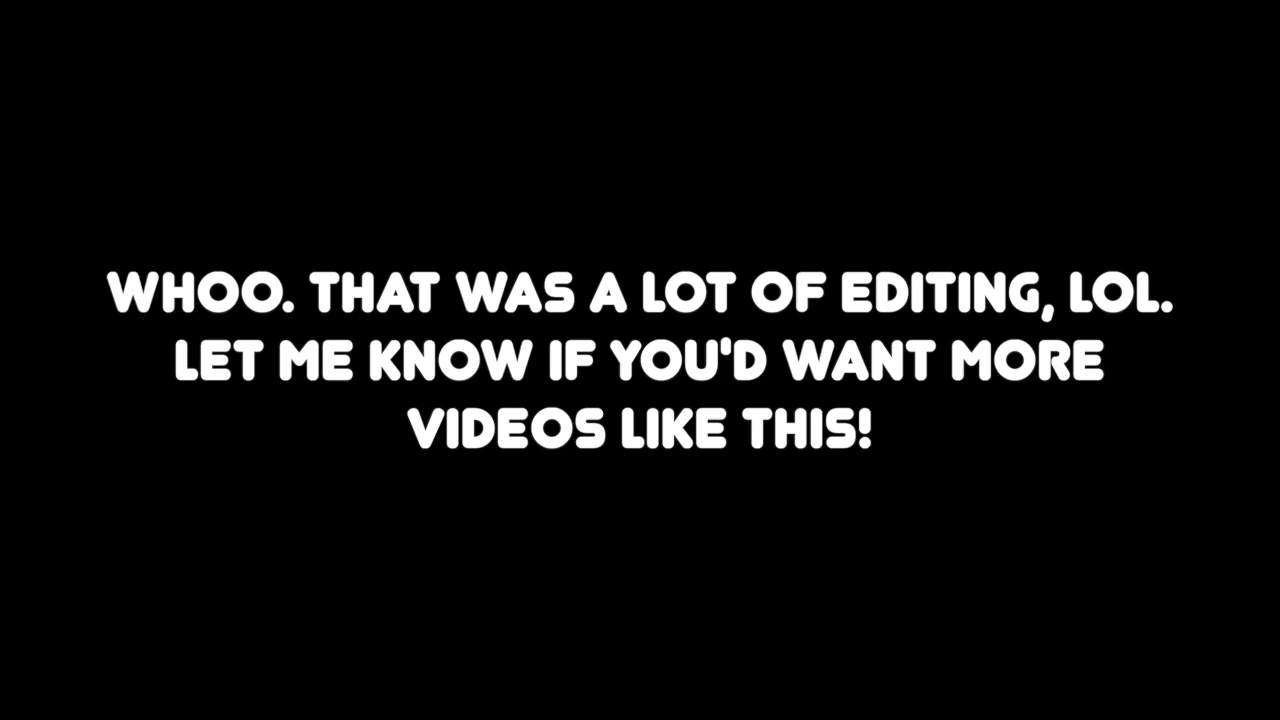 WHOO. THAT WAS A LOT OF EDITING, LOL.
LET ME KNOW IF YOU'D WANT MORE
VIDEOS LIKE THIS!